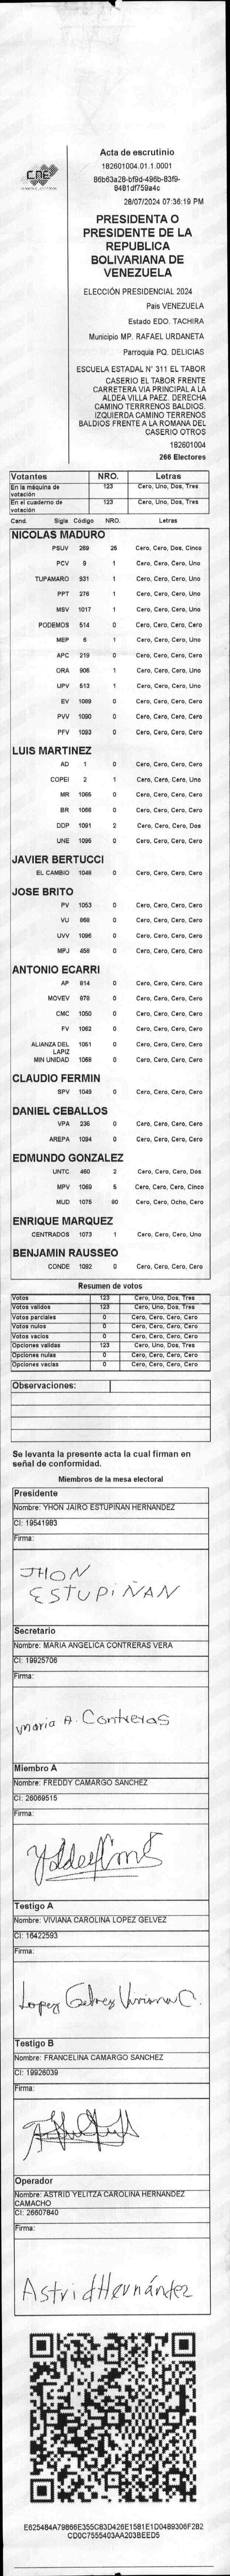 CNE
Acta de escrutinio
182601004.01.1.0001
86b63a28-bf9d-496b-83f9-
8481df759a4c
28/07/2024 07:36:19 PM
PRESIDENTA O
PRESIDENTE DE LA
REPUBLICA
BOLIVARIANA DE
VENEZUELA
ELECCIÓN PRESIDENCIAL 2024
País VENEZUELA
Estado EDO. TACHIRA
Municipio MP. RAFAEL URDANETA
Parroquia PQ. DELICIAS
ESCUELA ESTADAL N° 311 EL TABOR
CASERIO EL TABOR FRENTE
CARRETERA VIA PRINCIPAL A LA
ALDEA VILLA PAEZ. DERECHA
CAMINO TERRRENOS BALDIOS.
IZQUIERDA CAMINO TERRENOS
BALDIOS FRENTE A LA ROMANA DEL
CASERIO OTROS
182601004
266 Electores
Votantes NRO. Letras
En la máquina de votación 123 Cero, Uno, Dos, Tres
En el cuaderno de votación 123 Cero, Uno, Dos, Tres
Cand. Sigla Código NRO. Letras
NICOLAS MADURO
PSUV 269 25 Cero, Cero, Dos, Cinco
PCV 9 1 Cero, Cero, Cero, Uno
TUPAMARO 931 1 Cero, Cero, Cero, Uno
PPT 276 1 Cero, Cero, Cero, Uno
MSV 1017 1 Cero, Cero, Cero, Uno
PODEMOS 514 0 Cero, Cero, Cero, Cero
MEP 6 1 Cero, Cero, Cero, Uno
APC 219 0 Cero, Cero, Cero, Cero
ORA 906 1 Cero, Cero, Cero, Uno
UPV 513 1 Cero, Cero, Cero, Uno
EV 1089 0 Cero, Cero, Cero, Cero
PVV 1090 0 Cero, Cero, Cero, Cero
PFV 1093 0 Cero, Cero, Cero, Cero
LUIS MARTINEZ
AD 1 0 Cero, Cero, Cero, Cero
COPEI 2 1 Cero, Cero, Cero, Uno
MR 1065 0 Cero, Cero, Cero, Cero
BR 1066 0 Cero, Cero, Cero, Cero
DDP 1091 2 Cero, Cero, Cero, Dos
UNE 1095 0 Cero, Cero, Cero, Cero
JAVIER BERTUCCI
EL CAMBIO 1048 0 Cero, Cero, Cero, Cero
JOSE BRITO
PV 1053 0 Cero, Cero, Cero, Cero
VU 868 0 Cero, Cero, Cero, Cero
UVV 1096 0 Cero, Cero, Cero, Cero
MPJ 458 0 Cero, Cero, Cero, Cero
ANTONIO ECARRI
AP 814 0 Cero, Cero, Cero, Cero
MOVEV 979 0 Cero, Cero, Cero, Cero
CMC 1050 0 Cero, Cero, Cero, Cero
FV 1062 0 Cero, Cero, Cero, Cero
ALIANZA DEL LAPIZ 1051 0 Cero, Cero, Cero, Cero
MIN UNIDAD 1068 0 Cero, Cero, Cero, Cero
CLAUDIO FERMIN
SPV 1049 0 Cero, Cero, Cero, Cero
DANIEL CEBALLOS
VPA 236 0 Cero, Cero, Cero, Cero
AREPA 1094 0 Cero, Cero, Cero, Cero
EDMUNDO GONZALEZ
UNTC 460 2 Cero, Cero, Cero, Dos
MPV 1069 5 Cero, Cero, Cero, Cinco
MUD 1075 80 Cero, Cero, Ocho, Cero
ENRIQUE MARQUEZ
CENTRADOS 1073 1 Cero, Cero, Cero, Uno
BENJAMIN RAUSSEO
CONDE 1092 0 Cero, Cero, Cero, Cero
Resumen de votos
Votos 123 Cero, Uno, Dos, Tres
Votos validos 123 Cero, Uno, Dos, Tres
Votos parciales 0 Cero, Cero, Cero, Cero
Votos nulos 0 Cero, Cero, Cero, Cero
Votos vacios 0 Cero, Cero, Cero, Cero
Opciones validas 123 Cero, Uno, Dos, Tres
Opciones nulas 0 Cero, Cero, Cero, Cero
Opciones vacias 0 Cero, Cero, Cero, Cero
Observaciones:
Se levanta la presente acta la cual firman en
señal de conformidad.
Miembros de la mesa electoral
Presidente
Nombre: YHON JAIRO ESTUPIÑAN HERNANDEZ
CI: 19541983
Firma:
JHON
ESTUPIÑAN
Secretario
Nombre: MARIA ANGELICA CONTRERAS VERA
CI: 19925706
Firma:
maria A. Contreras
Miembro A
Nombre: FREDDY CAMARGO SANCHEZ
CI: 26069515
Firma:
Testigo A
Nombre: VIVIANA CAROLINA LOPEZ GELVEZ
CI: 16422593
Firma:
Lopez Gelvez Viviana C.
Testigo B
Nombre: FRANCELINA CAMARGO SANCHEZ
CI: 19926039
Firma:
Operador
Nombre: ASTRID YELITZA CAROLINA HERNANDEZ
CAMACHO
CI: 26607840
Firma:
Astrid Hernández
E625484A79866E355C83D426E1581E1D0489306F282
CD0C7555403AA203BEED5